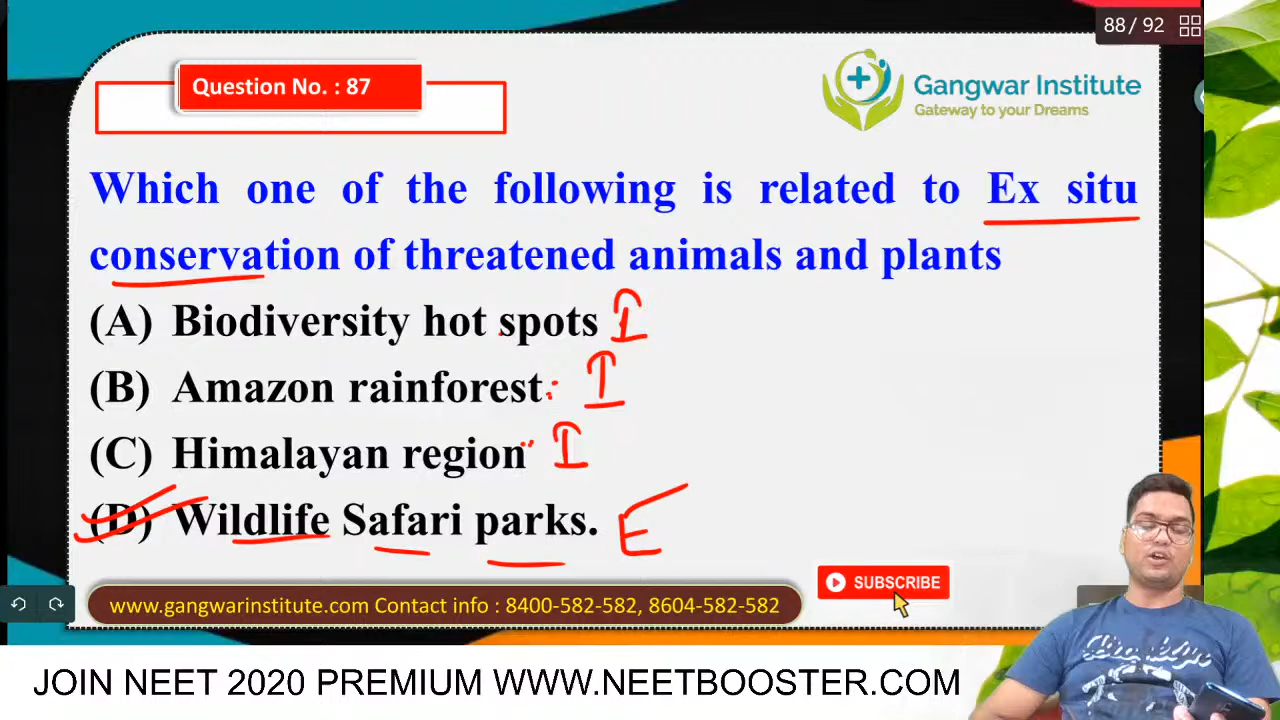 88 / 92
Question No. : 87
Gangwar Institute
Gateway to your Dreams
Which one of the following is related to Ex situ
conservation of threatened animals and plants
(A) Biodiversity hot spots I
(B) Amazon rainforest. I
(C) Himalayan region I
(D) Wildlife Safari parks. E
SUBSCRIBE
www.gangwarinstitute.com Contact info : 8400-582-582, 8604-582-582
JOIN NEET 2020 PREMIUM WWW.NEETBOOSTER.COM